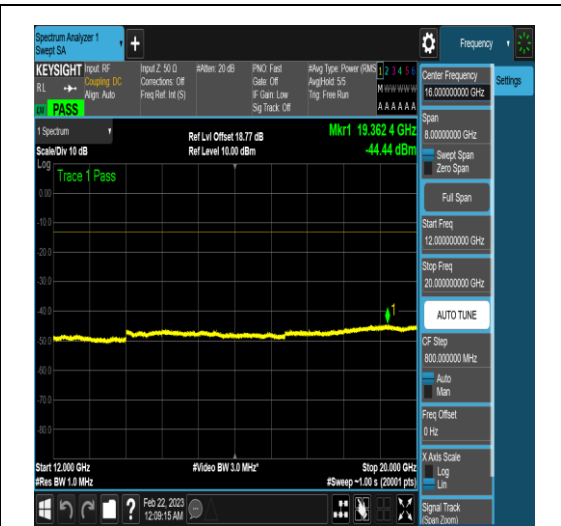 Spectrum Analyzer 1
Swept SA
+
Frequency
KEYSIGHT
RL
Input: RF
Coupling: DC
Align: Auto
Input Z: 50 Ω
Corrections: Off
Freq Ref: Int (S)
#Atten: 20 dB
PNO: Fast
Gate: Off
IF Gain: Low
Sig Track: Off
#Avg Type: Power (RMS
Avg|Hold: 5/5
Trig: Free Run
1 2 3 4 5 6
M W W W W W
A A A A A A
PASS
1 Spectrum
Scale/Div 10 dB
Ref Lvl Offset 18.77 dB
Ref Level 10.00 dBm
Mkr1 19.362 4 GHz
-44.44 dBm
Log
Trace 1 Pass
0.00
-10.0
-20.0
-30.0
-40.0
-50.0
-60.0
-70.0
-80.0
1
Start 12.000 GHz
#Res BW 1.0 MHz
#Video BW 3.0 MHz*
Stop 20.000 GHz
#Sweep ~1.00 s (20001 pts)
Feb 22, 2023
12:09:15 AM
Center Frequency
16.000000000 GHz
Settings
Span
8.00000000 GHz
Swept Span
Zero Span
Full Span
Start Freq
12.000000000 GHz
Stop Freq
20.000000000 GHz
AUTO TUNE
CF Step
800.000000 MHz
Auto
Man
Freq Offset
0 Hz
X Axis Scale
Log
Lin
Signal Track
(Span Zoom)